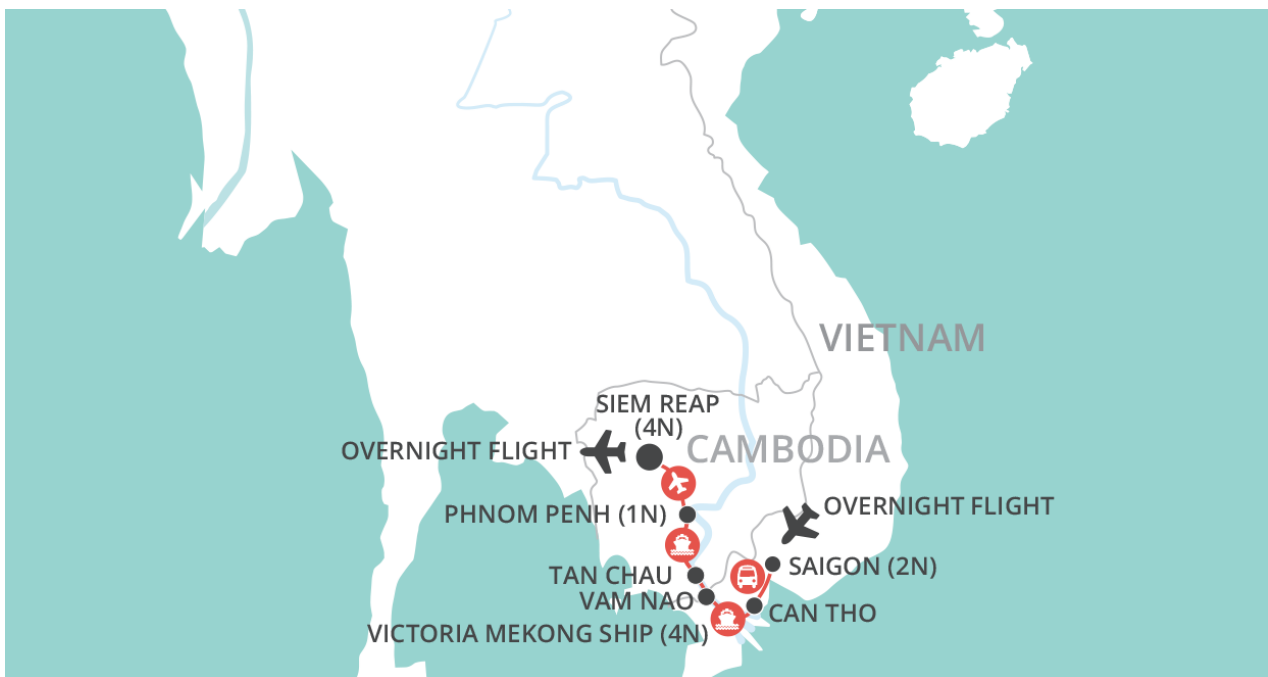 VIETNAM
SIEM REAP
(4N)
OVERNIGHT FLIGHT
CAMBODIA
OVERNIGHT FLIGHT
PHNOM PENH (1N)
SAIGON (2N)
TAN CHAU
VAM NAO
CAN THO
VICTORIA MEKONG SHIP (4N)